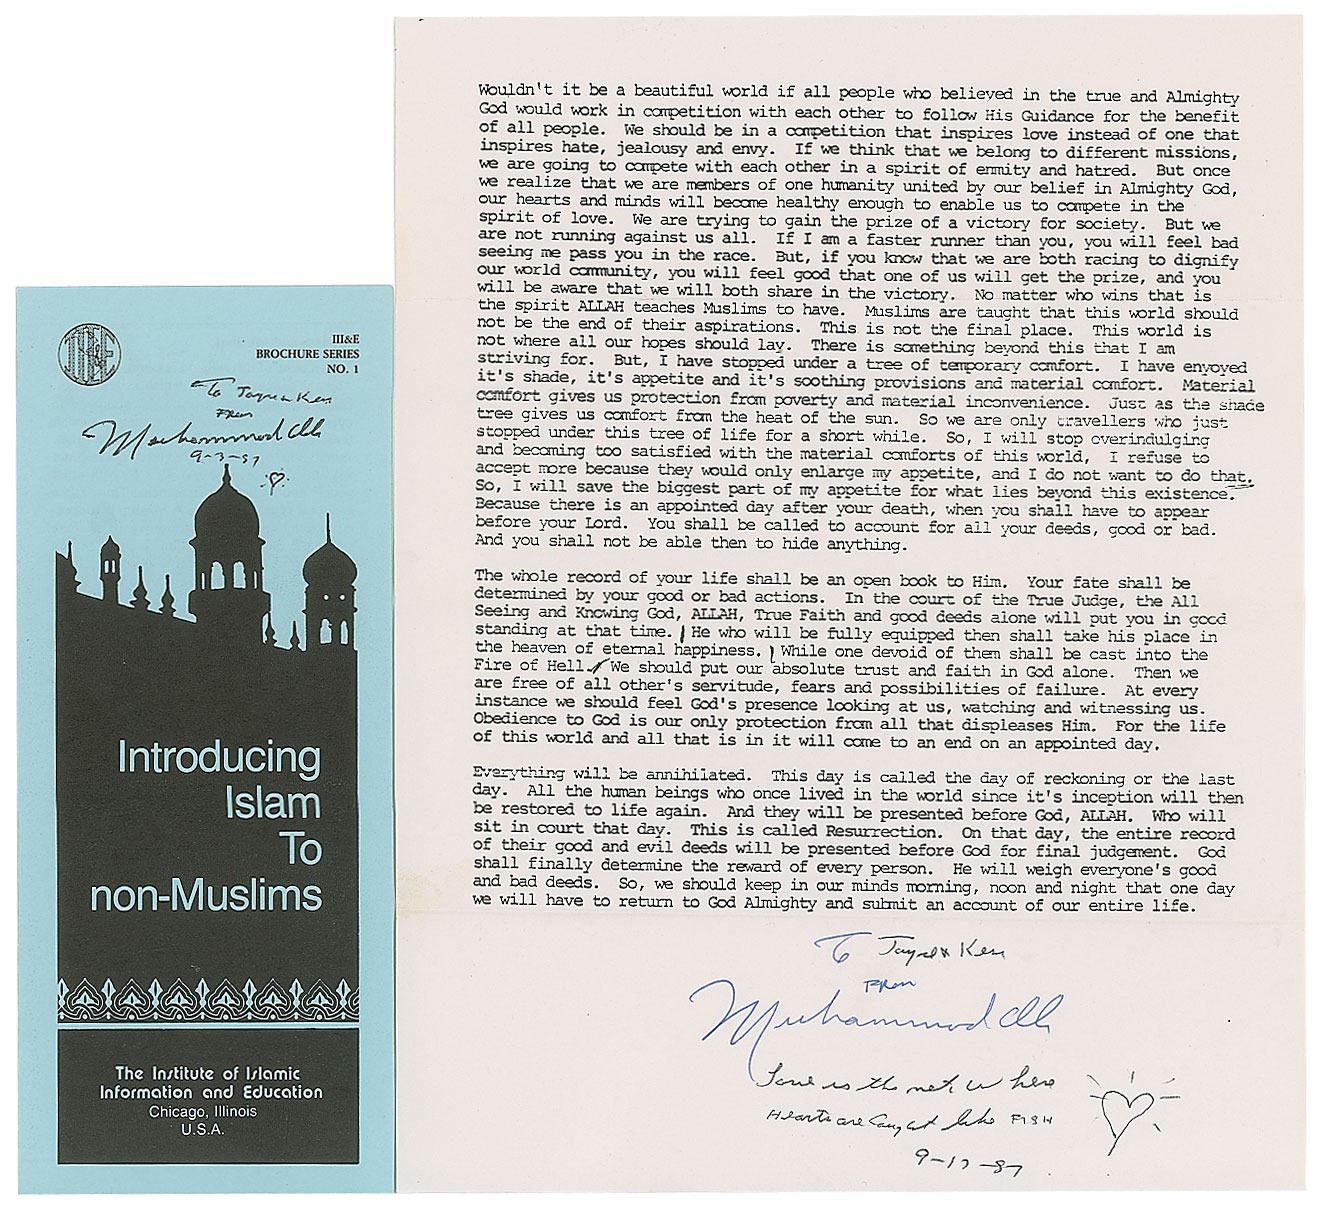 III&E
BROCHURE SERIES
NO. 1
To Jayne & Ken
From
Muhammad Ali
9-3-87
Introducing
Islam
To
non-Muslims
The Institute of Islamic
Information and Education
Chicago, Illinois
U.S.A.
Wouldn't it be a beautiful world if all people who believed in the true and Almighty
God would work in competition with each other to follow His Guidance for the benefit
of all people. We should be in a competition that inspires love instead of one that
inspires hate, jealousy and envy. If we think that we belong to different missions,
we are going to compete with each other in a spirit of enmity and hatred. But once
we realize that we are members of one humanity united by our belief in Almighty God,
our hearts and minds will become healthy enough to enable us to compete in the
spirit of love. We are trying to gain the prize of a victory for society. But we
are not running against us all. If I am a faster runner than you, you will feel bad
seeing me pass you in the race. But, if you know that we are both racing to dignify
our world community, you will feel good that one of us will get the prize, and you
will be aware that we will both share in the victory. No matter who wins that is
the spirit ALLAH teaches Muslims to have. Muslims are taught that this world should
not be the end of their aspirations. This is not the final place. This world is
not where all our hopes should lay. There is something beyond this that I am
striving for. But, I have stopped under a tree of temporary comfort. I have enyoyed
it's shade, it's appetite and it's soothing provisions and material comfort. Material
comfort gives us protection from poverty and material inconvenience. Just as the shade
tree gives us comfort from the heat of the sun. So we are only travellers who just
stopped under this tree of life for a short while. So, I will stop overindulging
and becoming too satisfied with the material comforts of this world, I refuse to
accept more because they would only enlarge my appetite, and I do not want to do that.
So, I will save the biggest part of my appetite for what lies beyond this existence.
Because there is an appointed day after your death, when you shall have to appear
before your Lord. You shall be called to account for all your deeds, good or bad.
And you shall not be able then to hide anything.
The whole record of your life shall be an open book to Him. Your fate shall be
determined by your good or bad actions. In the court of the True Judge, the All
Seeing and Knowing God, ALLAH, True Faith and good deeds alone will put you in good
standing at that time. He who will be fully equipped then shall take his place in
the heaven of eternal happiness. While one devoid of them shall be cast into the
Fire of Hell. We should put our absolute trust and faith in God alone. Then we
are free of all other's servitude, fears and possibilities of failure. At every
instance we should feel God's presence looking at us, watching and witnessing us.
Obedience to God is our only protection from all that displeases Him. For the life
of this world and all that is in it will come to an end on an appointed day.
Everything will be annihilated. This day is called the day of reckoning or the last
day. All the human beings who once lived in the world since it's inception will then
be restored to life again. And they will be presented before God, ALLAH. Who will
sit in court that day. This is called Resurrection. On that day, the entire record
of their good and evil deeds will be presented before God for final judgement. God
shall finally determine the reward of every person. He will weigh everyone's good
and bad deeds. So, we should keep in our minds morning, noon and night that one day
we will have to return to God Almighty and submit an account of our entire life.
To Jayne & Ken
From
Muhammad Ali
Love is the net where
Hearts are Caught like FISH
9-17-87